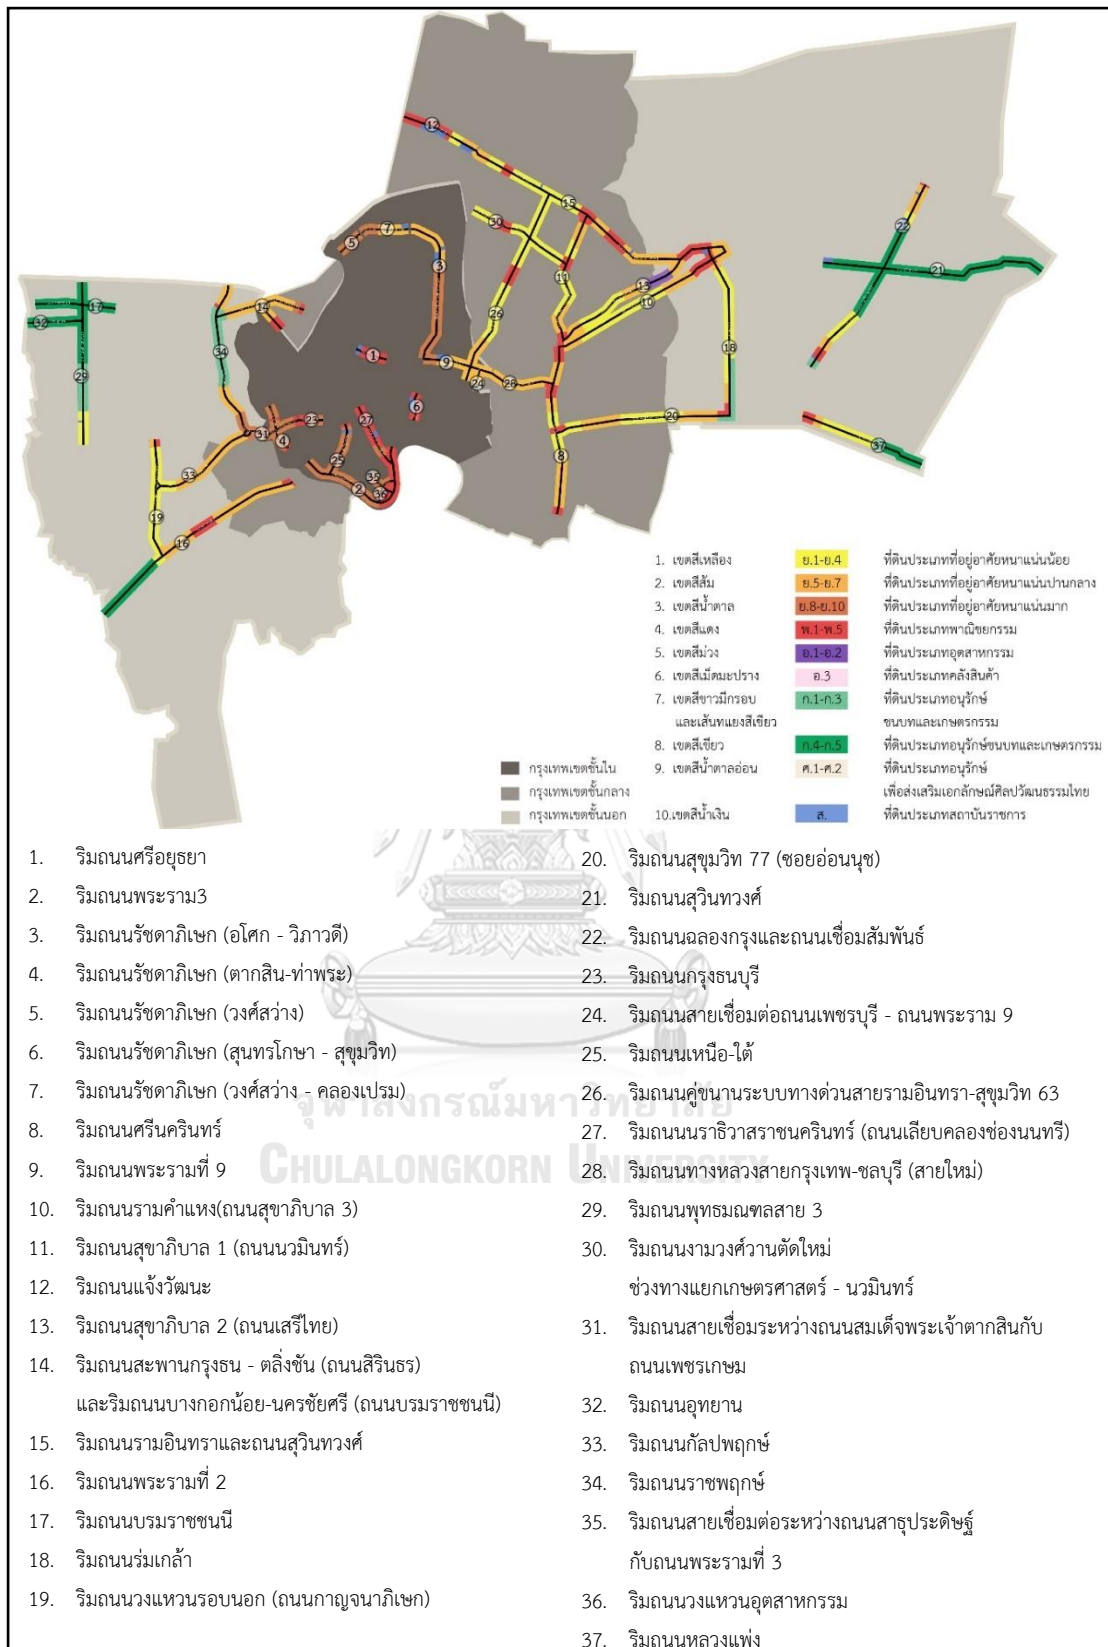 12
15
30
7
5
3
22
21
11
13
10
26
17
32
29
14
34
1
9
24
28
18
6
27
23
31
4
20
37
8
25
33
35
2
36
19
16
1. เขตสีเหลือง ย.1-ย.4 ที่ดินประเภทที่อยู่อาศัยหนาแน่นน้อย
2. เขตสีส้ม ย.5-ย.7 ที่ดินประเภทที่อยู่อาศัยหนาแน่นปานกลาง
3. เขตสีน้ำตาล ย.8-ย.10 ที่ดินประเภทที่อยู่อาศัยหนาแน่นมาก
4. เขตสีแดง พ.1-พ.5 ที่ดินประเภทพาณิชยกรรม
5. เขตสีม่วง อ.1-อ.2 ที่ดินประเภทอุตสาหกรรม
6. เขตสีเม็ดมะปราง อ.3 ที่ดินประเภทคลังสินค้า
7. เขตสีขาวมีกรอบ ก.1-ก.3 ที่ดินประเภทอนุรักษ์
และเส้นทแยงสีเขียว ชนบทและเกษตรกรรม
8. เขตสีเขียว ก.4-ก.5 ที่ดินประเภทอนุรักษ์ชนบทและเกษตรกรรม
9. เขตสีน้ำตาลอ่อน ศ.1-ศ.2 ที่ดินประเภทอนุรักษ์
เพื่อส่งเสริมเอกลักษณ์ศิลปวัฒนธรรมไทย
10.เขตสีน้ำเงิน ส. ที่ดินประเภทสถาบันราชการ
กรุงเทพเขตชั้นใน
กรุงเทพเขตชั้นกลาง
กรุงเทพเขตชั้นนอก
1. ริมถนนศรีอยุธยา
2. ริมถนนพระราม3
3. ริมถนนรัชดาภิเษก (อโศก - วิภาวดี)
4. ริมถนนรัชดาภิเษก (ตากสิน-ท่าพระ)
5. ริมถนนรัชดาภิเษก (วงศ์สว่าง)
6. ริมถนนรัชดาภิเษก (สุนทรโกษา - สุขุมวิท)
7. ริมถนนรัชดาภิเษก (วงศ์สว่าง - คลองเปรม)
8. ริมถนนศรีนครินทร์
9. ริมถนนพระรามที่ 9
10. ริมถนนรามคำแหง(ถนนสุขาภิบาล 3)
11. ริมถนนสุขาภิบาล 1 (ถนนนวมินทร์)
12. ริมถนนแจ้งวัฒนะ
13. ริมถนนสุขาภิบาล 2 (ถนนเสรีไทย)
14. ริมถนนสะพานกรุงธน - ตลิ่งชัน (ถนนสิรินธร)
และริมถนนบางกอกน้อย-นครชัยศรี (ถนนบรมราชชนนี)
15. ริมถนนรามอินทราและถนนสุวินทวงศ์
16. ริมถนนพระรามที่ 2
17. ริมถนนบรมราชชนนี
18. ริมถนนร่มเกล้า
19. ริมถนนวงแหวนรอบนอก (ถนนกาญจนาภิเษก)
20. ริมถนนสุขุมวิท 77 (ซอยอ่อนนุช)
21. ริมถนนสุวินทวงศ์
22. ริมถนนฉลองกรุงและถนนเชื่อมสัมพันธ์
23. ริมถนนกรุงธนบุรี
24. ริมถนนสายเชื่อมต่อถนนเพชรบุรี - ถนนพระราม 9
25. ริมถนนเหนือ-ใต้
26. ริมถนนคู่ขนานระบบทางด่วนสายรามอินทรา-สุขุมวิท 63
27. ริมถนนนราธิวาสราชนครินทร์ (ถนนเลียบคลองช่องนนทรี)
28. ริมถนนทางหลวงสายกรุงเทพ-ชลบุรี (สายใหม่)
29. ริมถนนพุทธมณฑลสาย 3
30. ริมถนนงามวงศ์วานตัดใหม่
ช่วงทางแยกเกษตรศาสตร์ - นวมินทร์
31. ริมถนนสายเชื่อมระหว่างถนนสมเด็จพระเจ้าตากสินกับ
ถนนเพชรเกษม
32. ริมถนนอุทยาน
33. ริมถนนกัลปพฤกษ์
34. ริมถนนราชพฤกษ์
35. ริมถนนสายเชื่อมต่อระหว่างถนนสาธุประดิษฐ์
กับถนนพระรามที่ 3
36. ริมถนนวงแหวนอุตสาหกรรม
37. ริมถนนหลวงแพ่ง
จุฬาลงกรณ์มหาวิทยาลัย
CHULALONGKORN UNIVERSITY